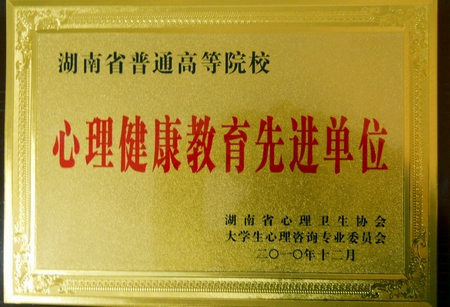 湖南省普通高等院校
心理健康教育先进单位
湖南省心理卫生协会
大学生心理咨询专业委员会
二〇一〇年十二月